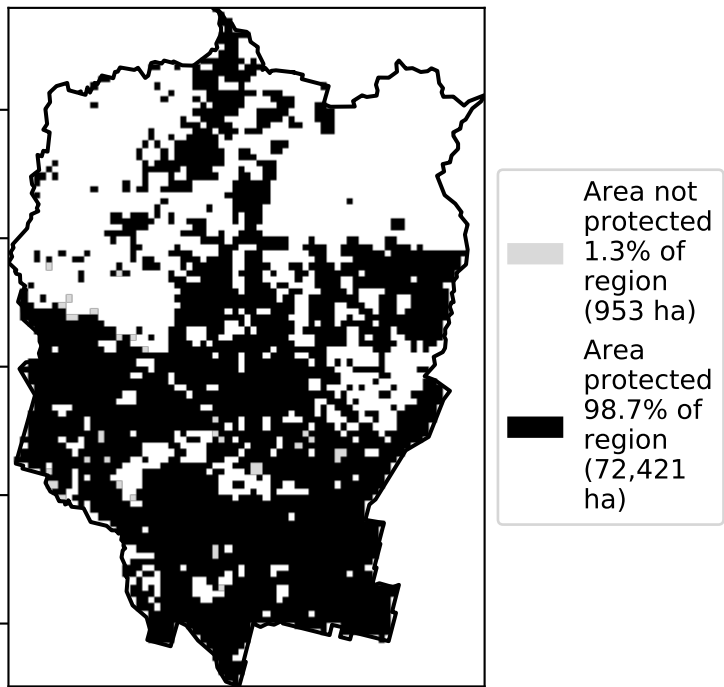 Area not
protected
1.3% of
region
(953 ha)
Area
protected
98.7% of
region
(72,421
ha)